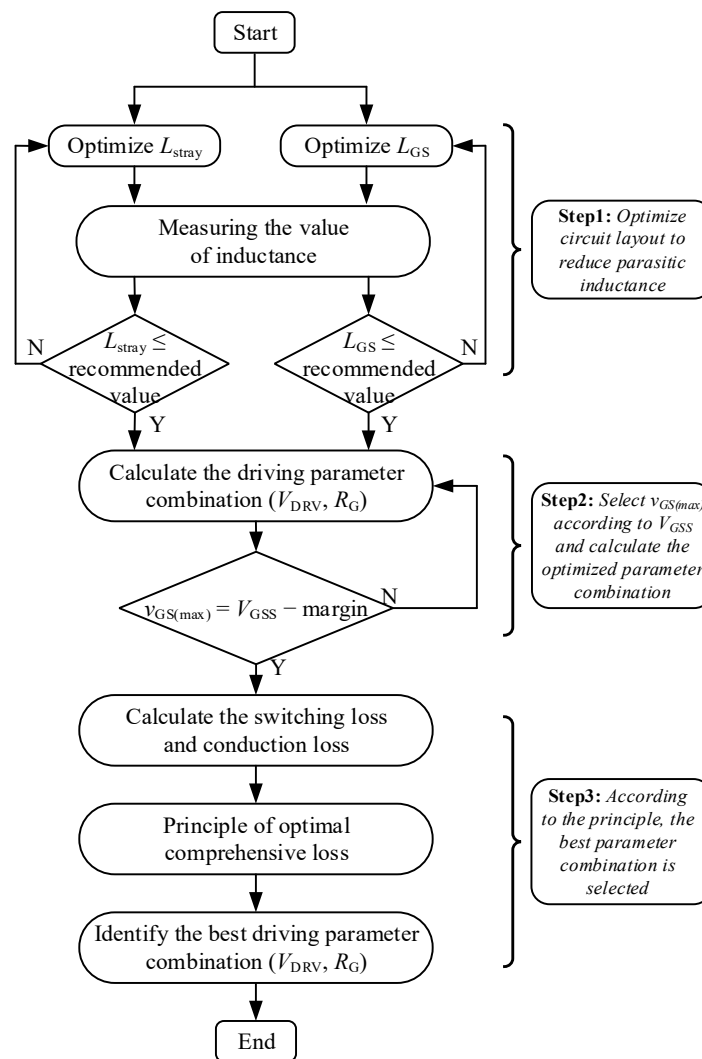 Start
Optimize Lstray
Optimize LGS
Measuring the value
of inductance
Step1: Optimize
circuit layout to
reduce parasitic
inductance
N
Lstray ≤
recommended
value
LGS ≤
recommended
value
N
Y
Y
Calculate the driving parameter
combination (VDRV, RG)
Step2: Select vGS(max)
according to VGSS
and calculate the
optimized parameter
combination
vGS(max) = VGSS − margin
N
Y
Calculate the switching loss
and conduction loss
Principle of optimal
comprehensive loss
Step3: According
to the principle, the
best parameter
combination is
selected
Identify the best driving parameter
combination (VDRV, RG)
End